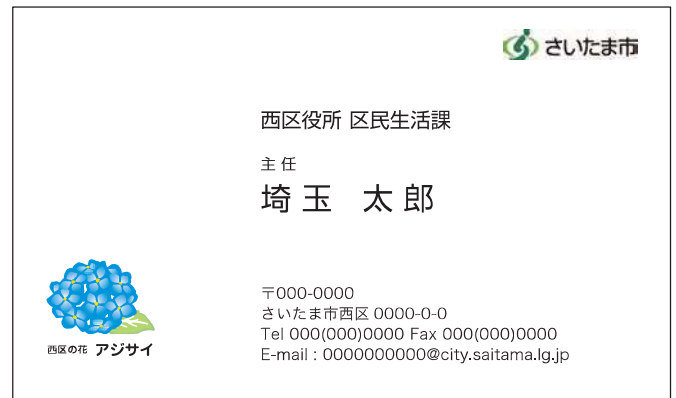 さいたま市
西区役所 区民生活課
主任
埼玉 太郎
〒000-0000
さいたま市西区 0000-0-0
Tel 000(000)0000 Fax 000(000)0000
E-mail : 0000000000@city.saitama.lg.jp
西区の花 アジサイ